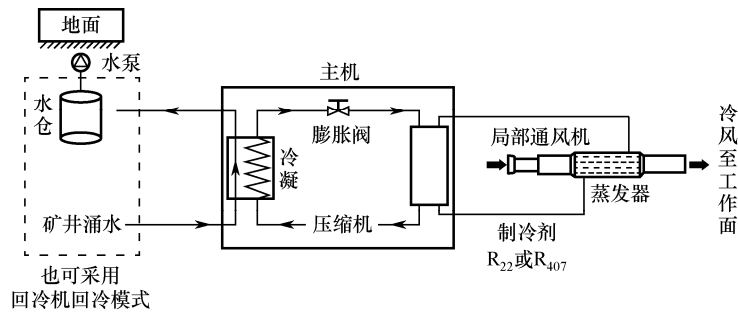 地面
水泵
主机
水仓
膨胀阀
冷凝
局部通风机
冷风至工作面
蒸发器
矿井涌水
压缩机
制冷剂
R22或R407
也可采用
回冷机回冷模式